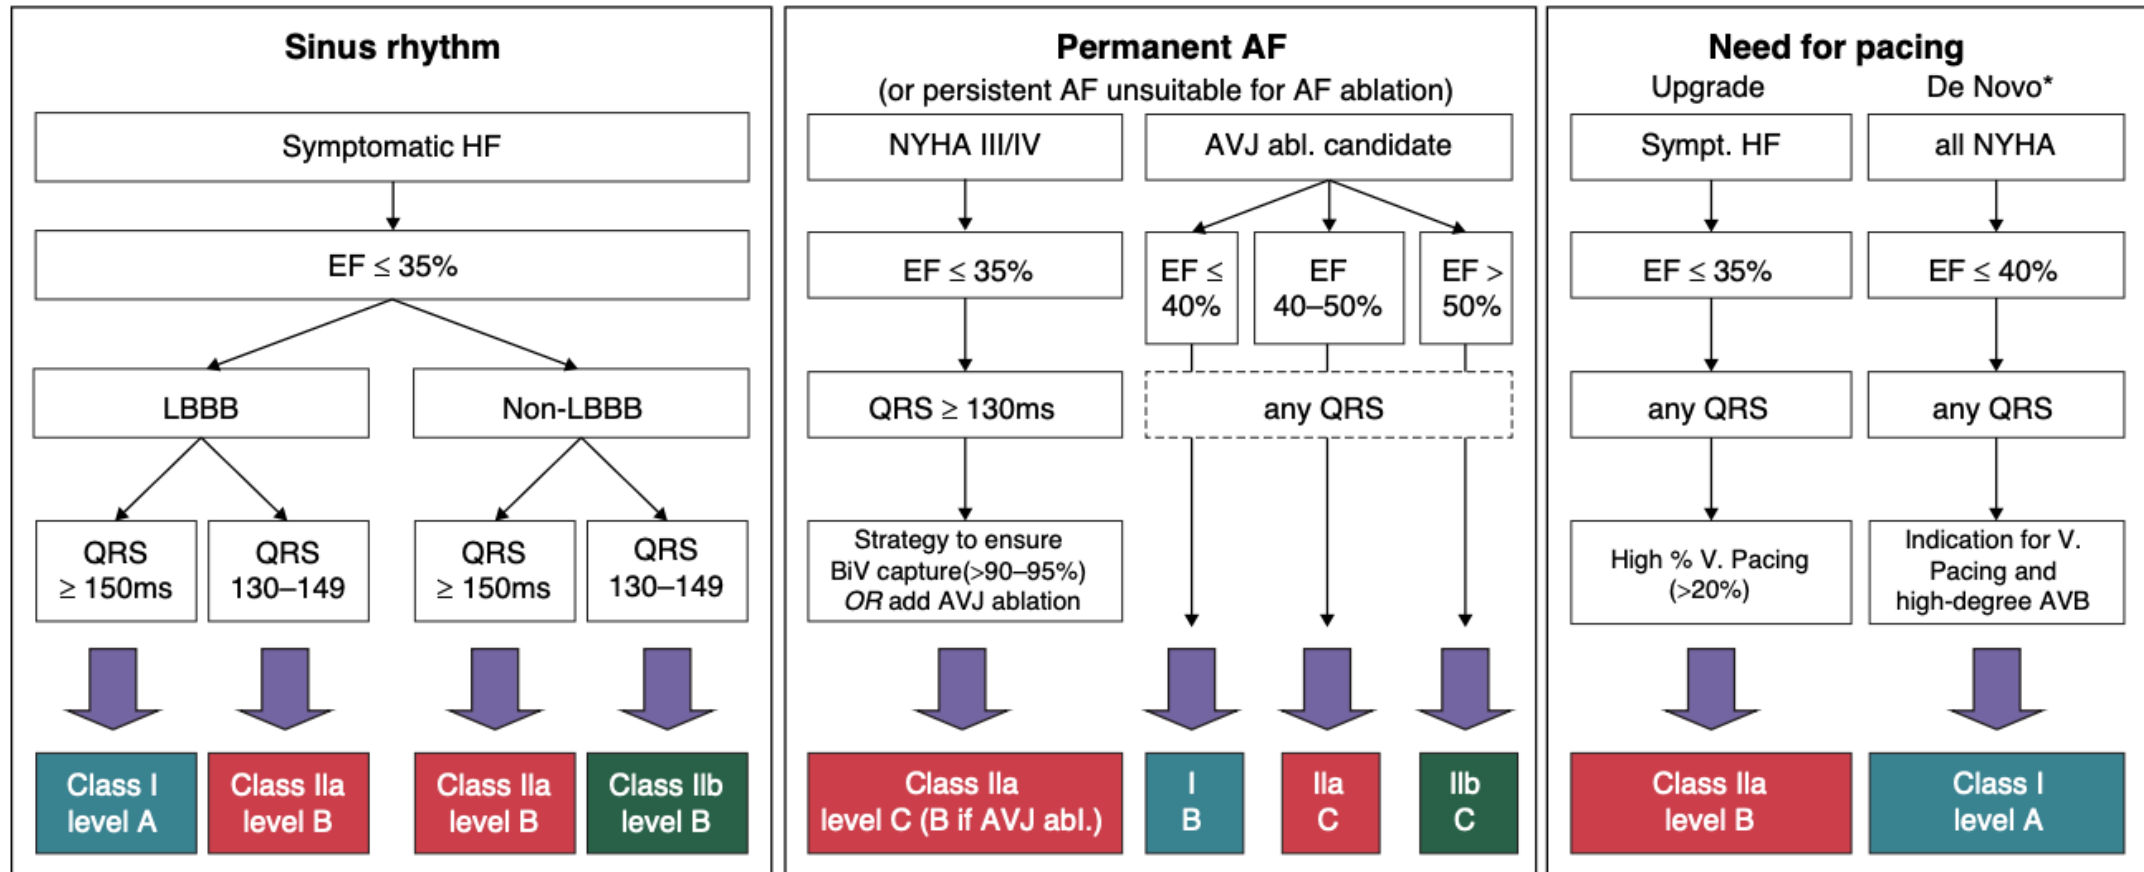 Sinus rhythm
Symptomatic HF
EF ≤ 35%
LBBB
Non-LBBB
QRS
≥ 150ms
QRS
130–149
QRS
≥ 150ms
QRS
130–149
Class I
level A
Class IIa
level B
Class IIa
level B
Class IIb
level B
Permanent AF
(or persistent AF unsuitable for AF ablation)
NYHA III/IV
EF ≤ 35%
QRS ≥ 130ms
Strategy to ensure
BiV capture(>90–95%)
OR add AVJ ablation
Class IIa
level C (B if AVJ abl.)
AVJ abl. candidate
EF ≤
40%
EF
40–50%
EF >
50%
any QRS
I
B
IIa
C
IIb
C
Need for pacing
Upgrade
Sympt. HF
EF ≤ 35%
any QRS
High % V. Pacing
(>20%)
Class IIa
level B
De Novo*
all NYHA
EF ≤ 40%
any QRS
Indication for V.
Pacing and
high-degree AVB
Class I
level A